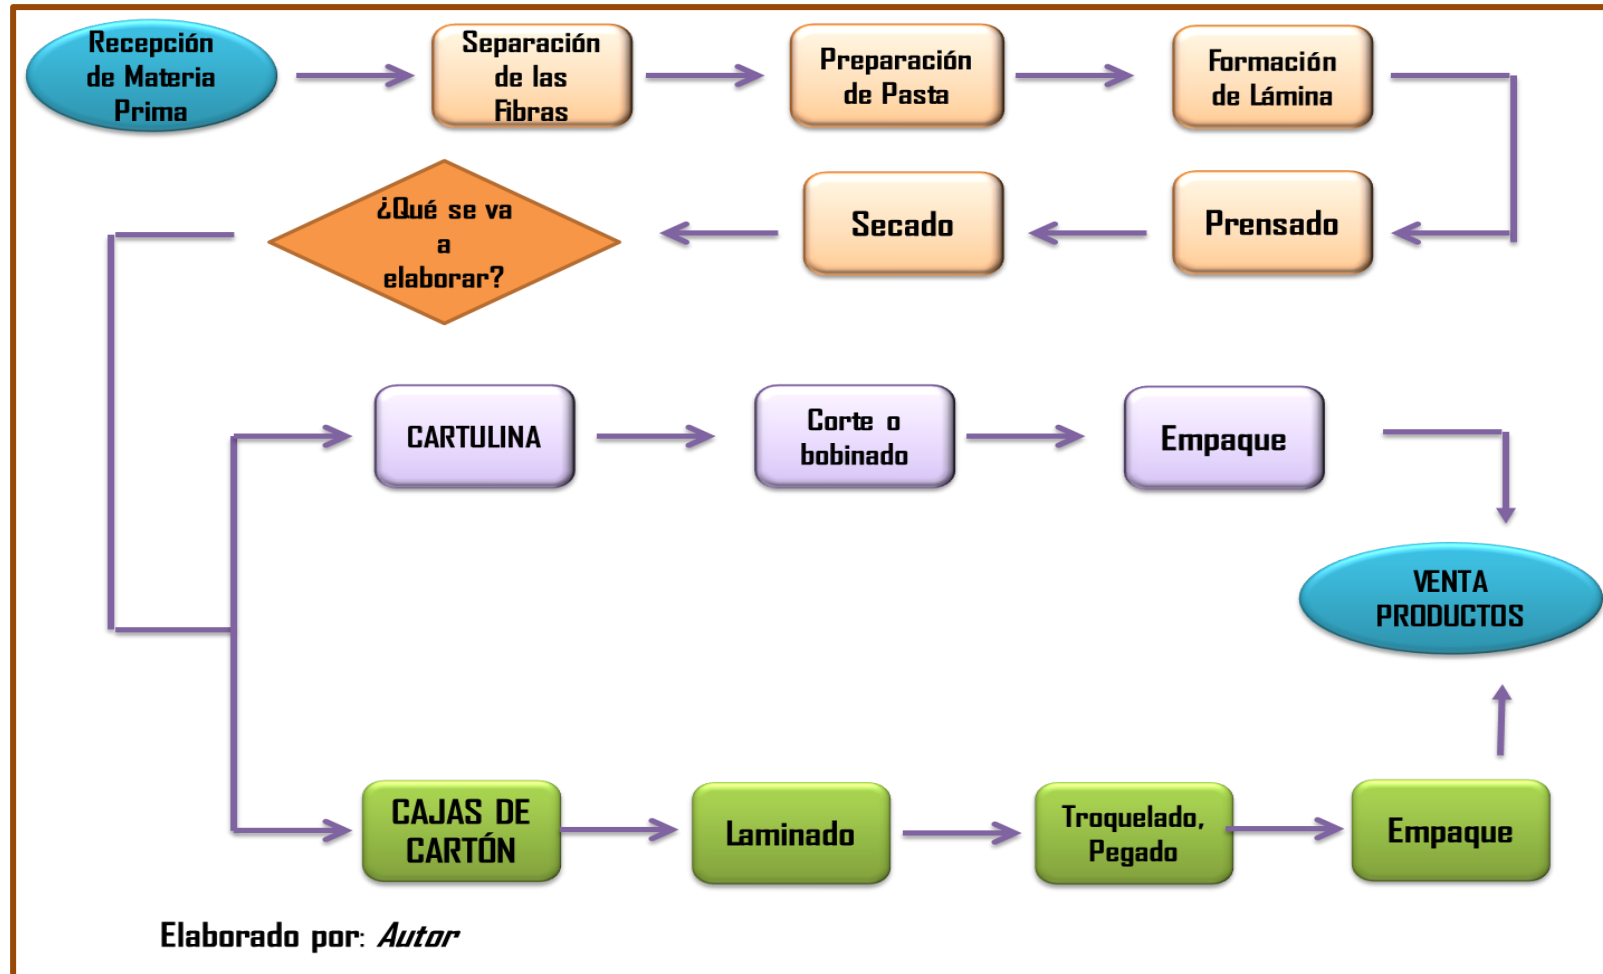 Recepción
de Materia
Prima
Separación
de las
Fibras
Preparación
de Pasta
Formación
de Lámina
¿Qué se va
a
elaborar?
Secado
Prensado
CARTULINA
Corte o
bobinado
Empaque
VENTA
PRODUCTOS
CAJAS DE
CARTÓN
Laminado
Troquelado,
Pegado
Empaque
Elaborado por: Autor